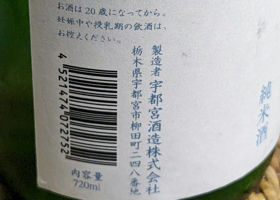 お酒は20歳になってから。
妊娠中や授乳期の飲酒は、
お控えください。
純米酒
製造者 宇都宮酒造株式会社
栃木県宇都宮市柳田町二四八番地
4521474072752
内容量
720ml